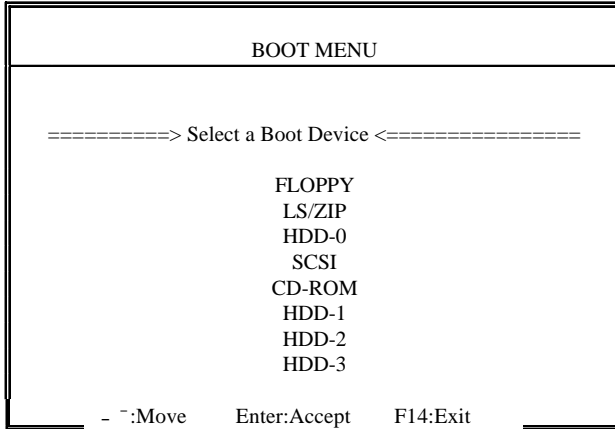 BOOT MENU
==========> Select a Boot Device <================
FLOPPY
LS/ZIP
HDD-0
SCSI
CD-ROM
HDD-1
HDD-2
HDD-3
– ¯:Move Enter:Accept F14:Exit